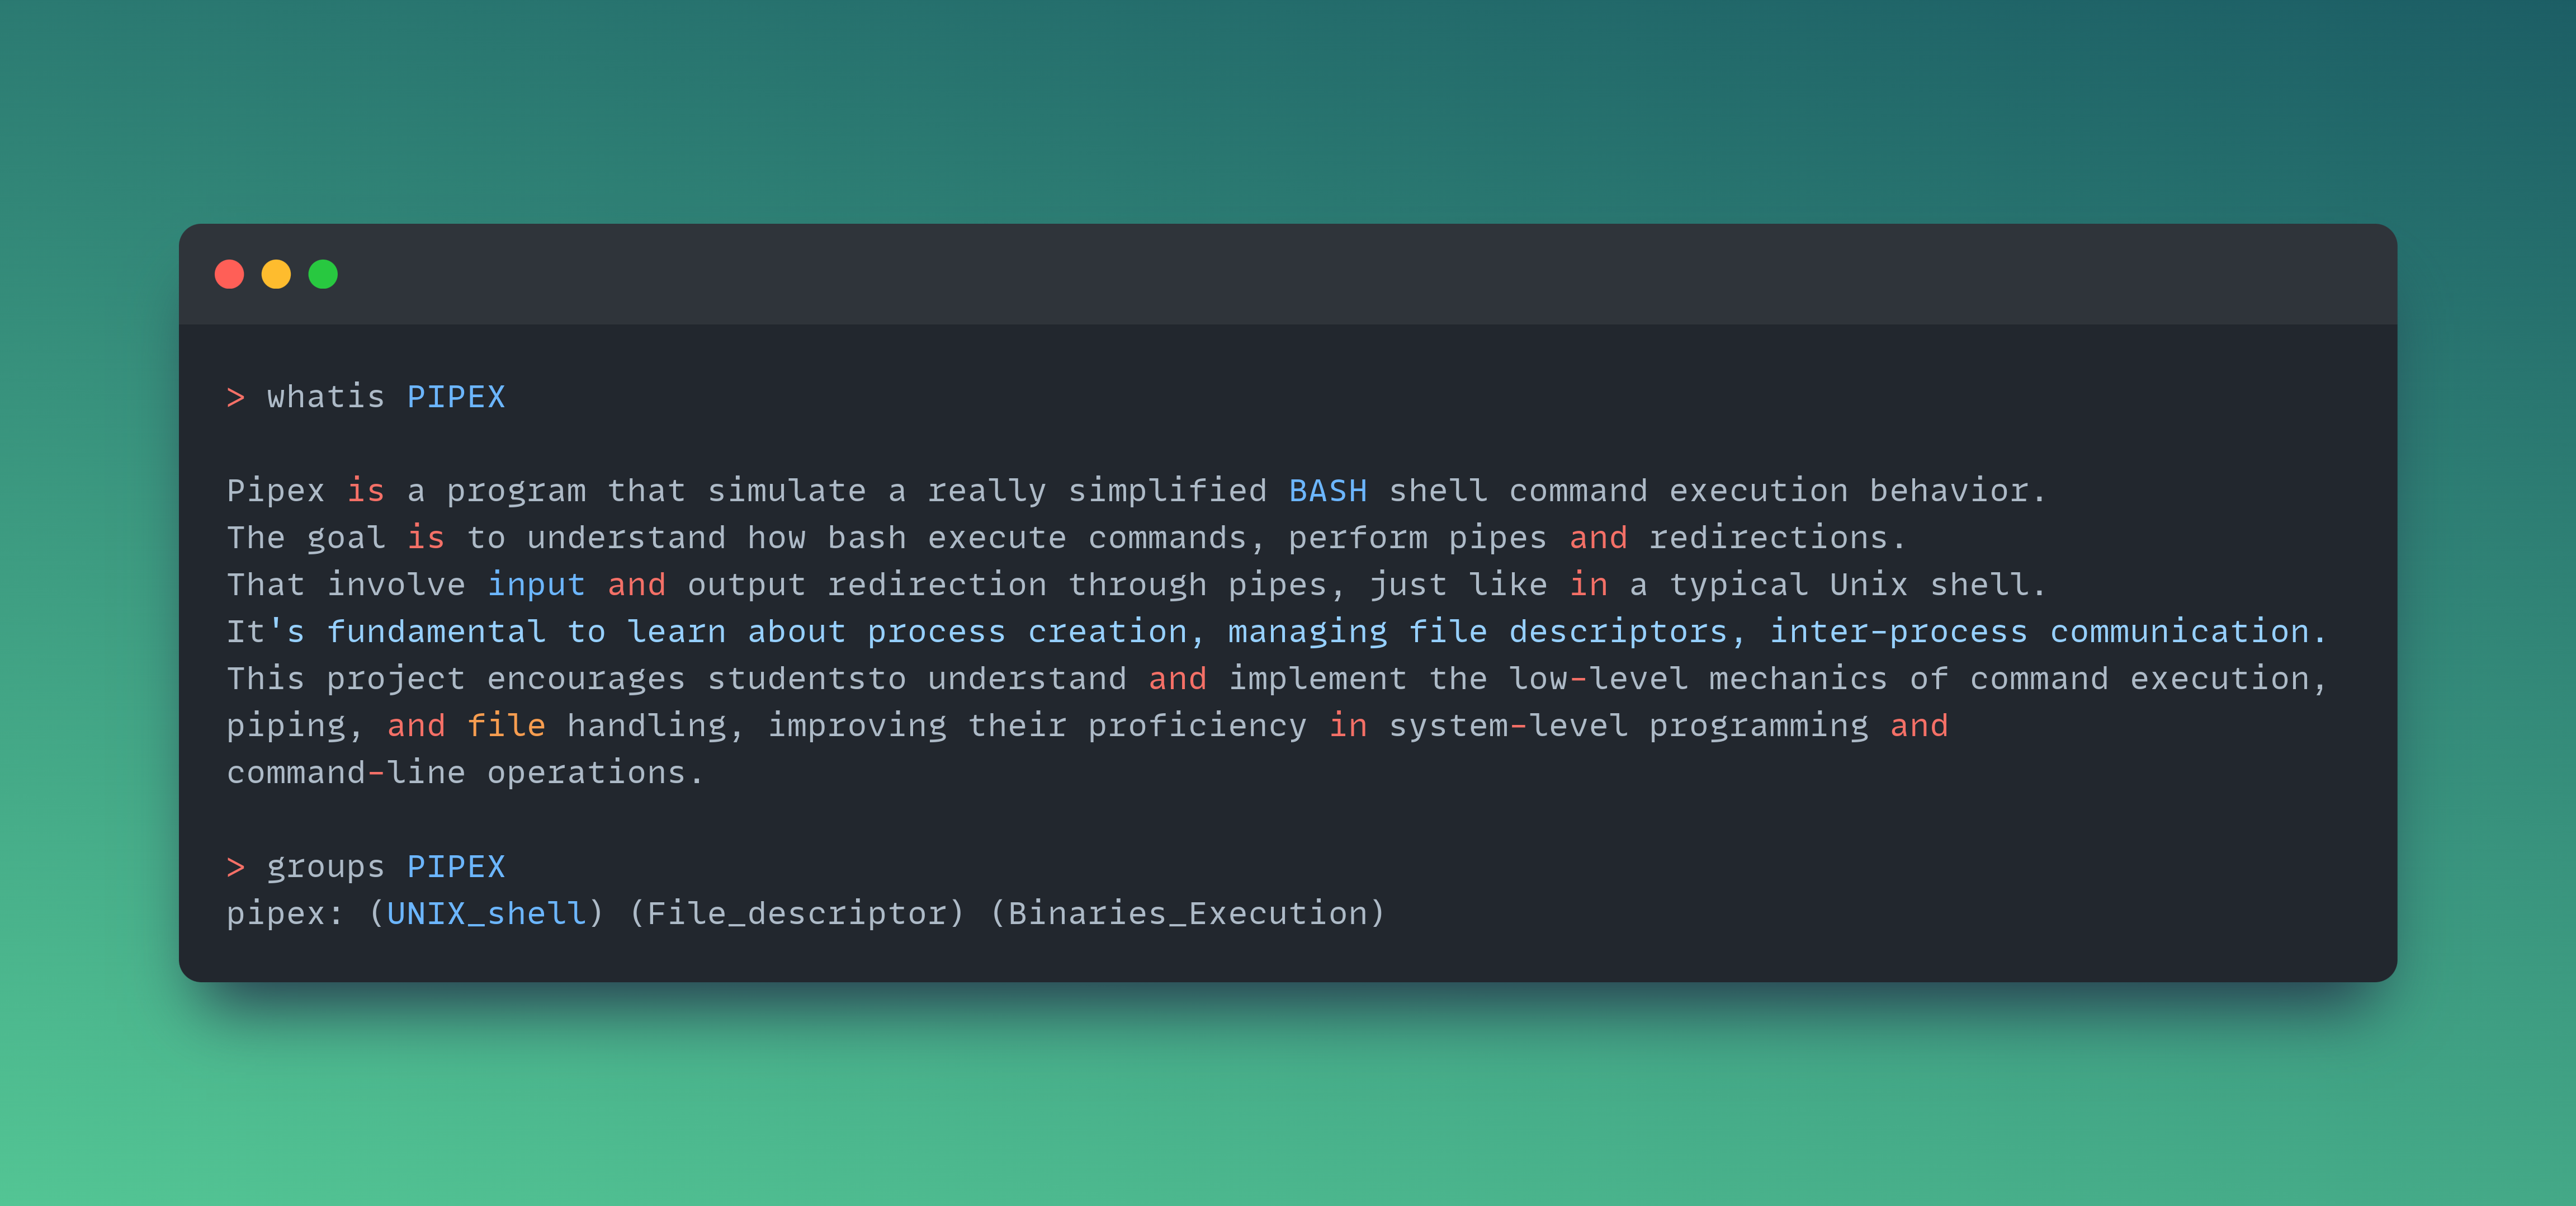 > whatis PIPEX
Pipex is a program that simulate a really simplified BASH shell command execution behavior.
The goal is to understand how bash execute commands, perform pipes and redirections.
That involve input and output redirection through pipes, just like in a typical Unix shell.
It's fundamental to learn about process creation, managing file descriptors, inter-process communication.
This project encourages studentsto understand and implement the low-level mechanics of command execution,
piping, and file handling, improving their proficiency in system-level programming and
command-line operations.
> groups PIPEX
pipex: (UNIX_shell) (File_descriptor) (Binaries_Execution)